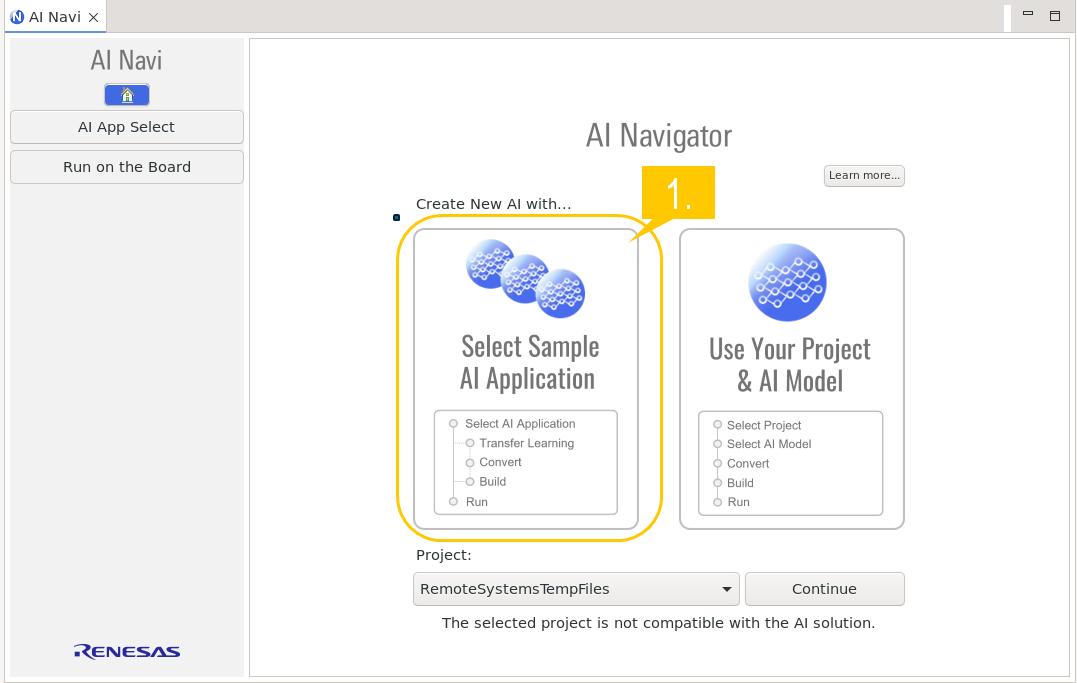 AI Navi
AI Navi
AI App Select
Run on the Board
RENESAS
AI Navigator
Learn more...
1.
Create New AI with...
Select Sample
AI Application
Select AI Application
Transfer Learning
Convert
Build
Run
Use Your Project
& AI Model
Select Project
Select AI Model
Convert
Build
Run
Project:
RemoteSystemsTempFiles
Continue
The selected project is not compatible with the AI solution.